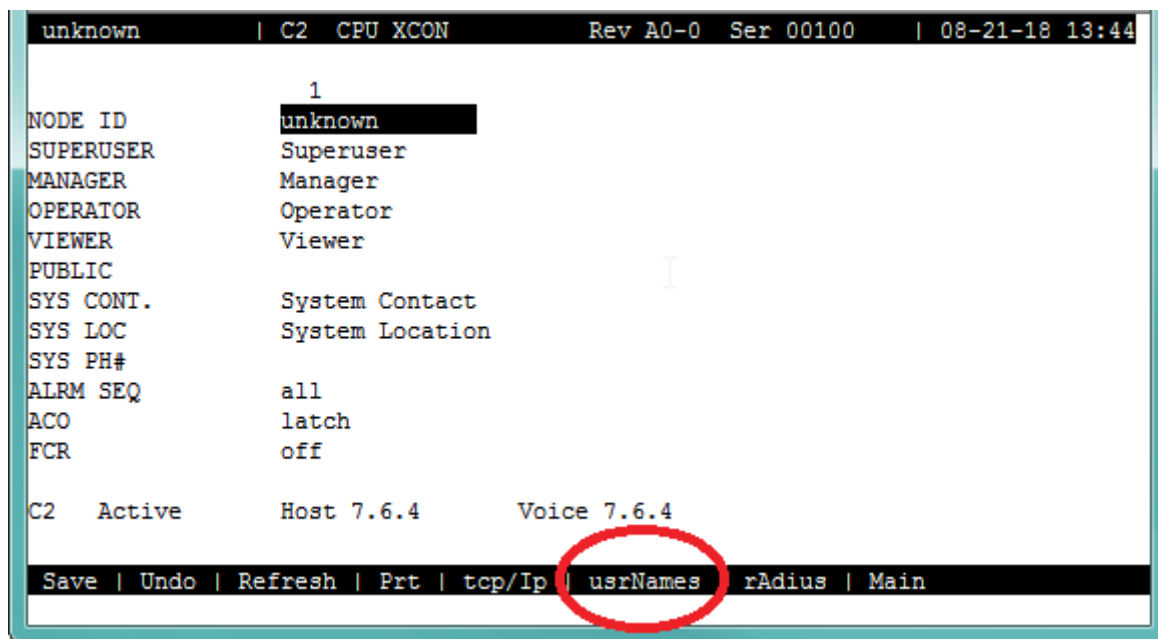 unknown | C2 CPU XCON Rev A0-0 Ser 00100 | 08-21-18 13:44
1
NODE ID unknown
SUPERUSER Superuser
MANAGER Manager
OPERATOR Operator
VIEWER Viewer
PUBLIC
SYS CONT. System Contact
SYS LOC System Location
SYS PH#
ALRM SEQ all
ACO latch
FCR off
C2 Active Host 7.6.4 Voice 7.6.4
Save | Undo | Refresh | Prt | tcp/Ip | usrNames | rAdius | Main